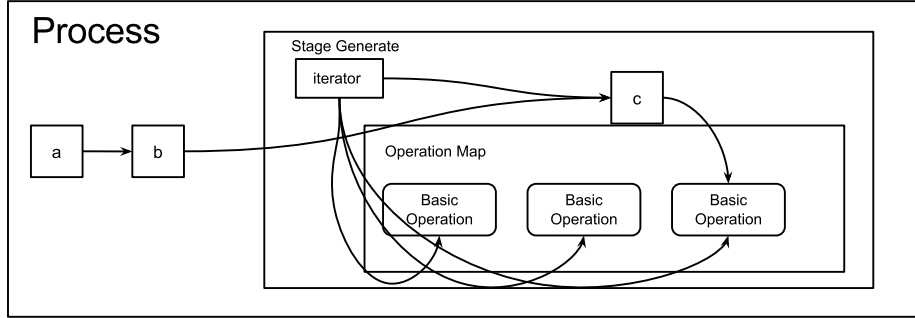 Process
Stage Generate
iterator
c
a
b
Operation Map
Basic
Operation
Basic
Operation
Basic
Operation